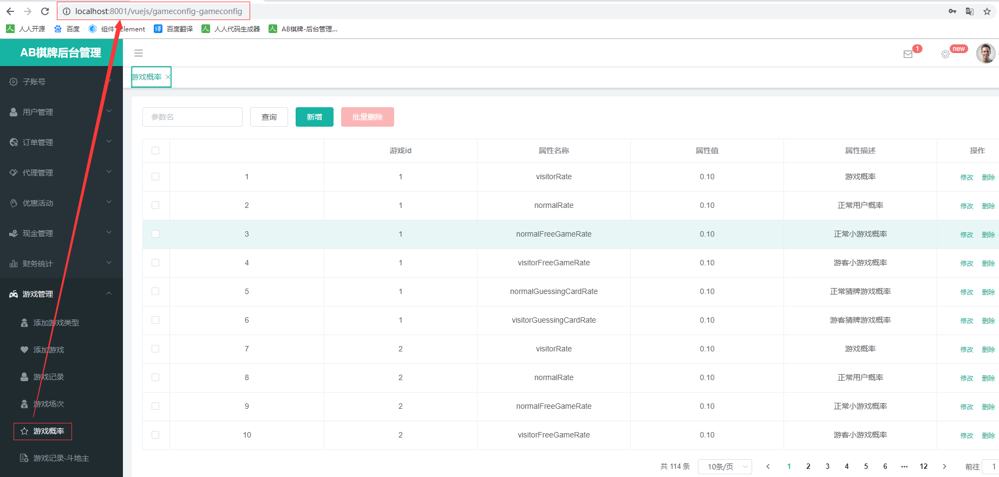 localhost:8001/vuejs/gameconfig-gameconfig
人人开源 百度 组件 Element 百度翻译 人人代码生成器 AB棋牌-后台管理...
AB棋牌后台管理
1
new
子账号
用户管理
订单管理
代理管理
优惠活动
现金管理
财务统计
游戏管理
添加游戏类型
添加游戏
游戏记录
游戏场次
游戏概率
游戏记录-斗地主
游戏概率
参数名 查询 新增 批量删除
游戏id 属性名称 属性值 属性描述 操作
1 1 visitorRate 0.10 游戏概率 修改 删除
2 1 normalRate 0.10 正常用户概率 修改 删除
3 1 normalFreeGameRate 0.10 正常小游戏概率 修改 删除
4 1 visitorFreeGameRate 0.10 游客小游戏概率 修改 删除
5 1 normalGuessingCardRate 0.10 正常猜牌游戏概率 修改 删除
6 1 visitorGuessingCardRate 0.10 游客猜牌游戏概率 修改 删除
7 2 visitorRate 0.10 游戏概率 修改 删除
8 2 normalRate 0.10 正常用户概率 修改 删除
9 2 normalFreeGameRate 0.10 正常小游戏概率 修改 删除
10 2 visitorFreeGameRate 0.10 游客小游戏概率 修改 删除
共 114 条 10条/页 1 2 3 4 5 6 ••• 12 前往 1